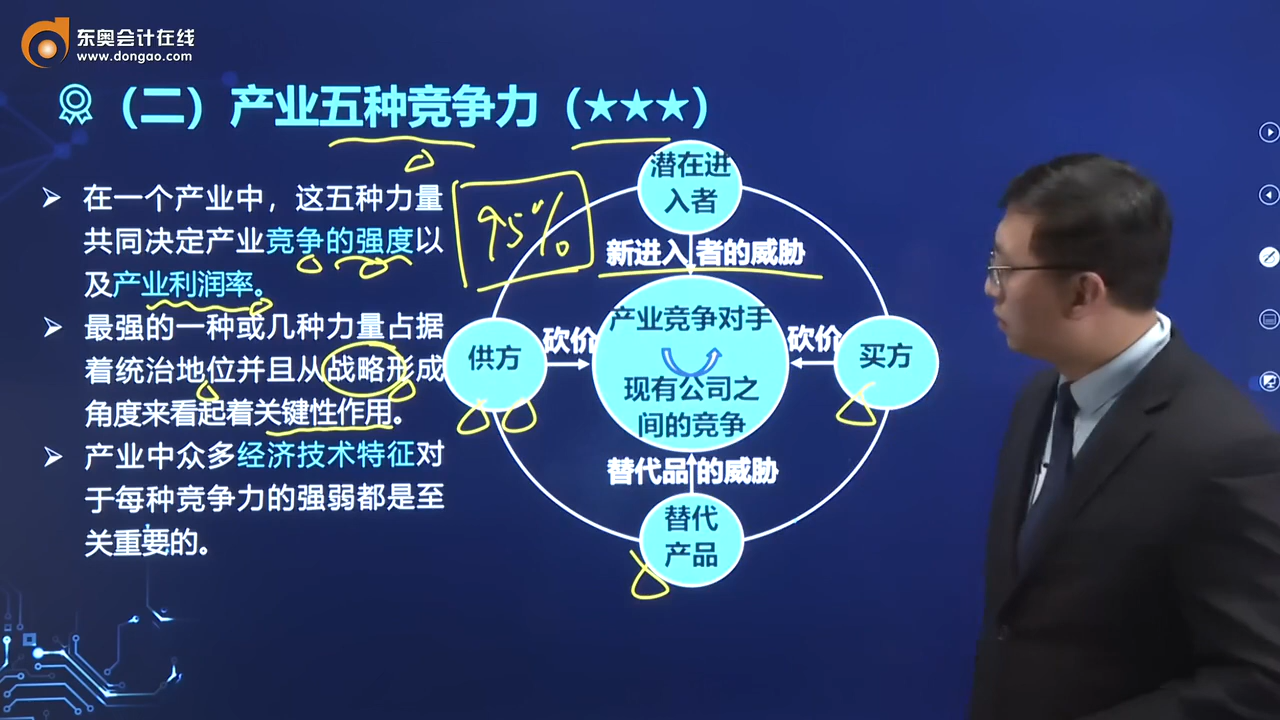 东奥会计在线
www.dongao.com
（二）产业五种竞争力（★★★）
在一个产业中，这五种力量
共同决定产业竞争的强度以
及产业利润率。
最强的一种或几种力量占据
着统治地位并且从战略形成
角度来看起着关键性作用。
产业中众多经济技术特征对
于每种竞争力的强弱都是至
关重要的。
95%
潜在进
入者
新进入者的威胁
产业竞争对手
现有公司之
间的竞争
供方
砍价
砍价
买方
替代品的威胁
替代
产品